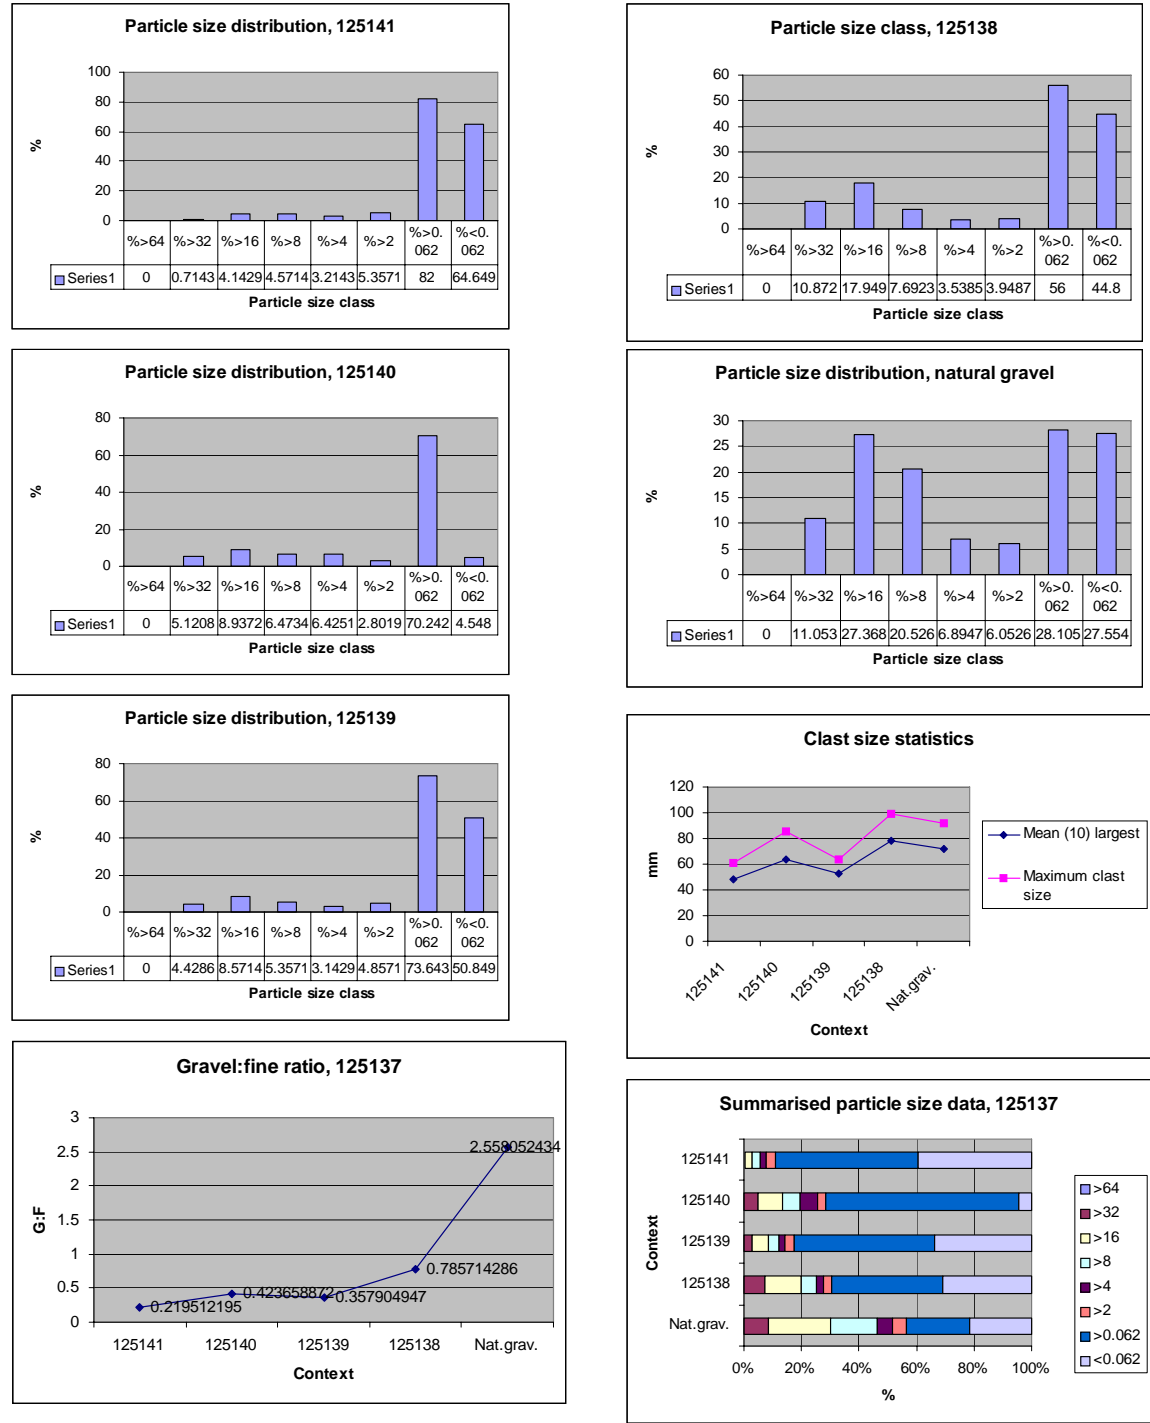 Particle size distribution, 125141
100
80
60
40
20
0
%
%>64 %>32 %>16 %>8 %>4 %>2 %>0. %<0.
062 062
Series1 0 0.7143 4.1429 4.5714 3.2143 5.3571 82 64.649
Particle size class
Particle size class, 125138
60
50
40
30
20
10
0
%
%>64 %>32 %>16 %>8 %>4 %>2 %>0. %<0.
062 062
Series1 0 10.872 17.949 7.6923 3.5385 3.9487 56 44.8
Particle size class
Particle size distribution, 125140
80
60
40
20
0
%
%>64 %>32 %>16 %>8 %>4 %>2 %>0. %<0.
062 062
Series1 0 5.1208 8.9372 6.4734 6.4251 2.8019 70.242 4.548
Particle size class
Particle size distribution, natural gravel
30
25
20
15
10
5
0
%
%>64 %>32 %>16 %>8 %>4 %>2 %>0. %<0.
062 062
Series1 0 11.053 27.368 20.526 6.8947 6.0526 28.105 27.554
Particle size class
Particle size distribution, 125139
80
60
40
20
0
%
%>64 %>32 %>16 %>8 %>4 %>2 %>0. %<0.
062 062
Series1 0 4.4286 8.5714 5.3571 3.1429 4.8571 73.643 50.849
Particle size class
Clast size statistics
120
100
80
60
40
20
0
mm
125141 125140 125139 125138 Nat.grav.
Context
Mean (10) largest
Maximum clast
size
Gravel:fine ratio, 125137
3
2.5
2
1.5
1
0.5
0
G:F
0.219512195
0.423658872
0.357904947
0.785714286
2.558052434
125141 125140 125139 125138 Nat.grav.
Context
Summarised particle size data, 125137
Context
125141
125140
125139
125138
Nat.grav.
0% 20% 40% 60% 80% 100%
%
>64
>32
>16
>8
>4
>2
>0.062
<0.062